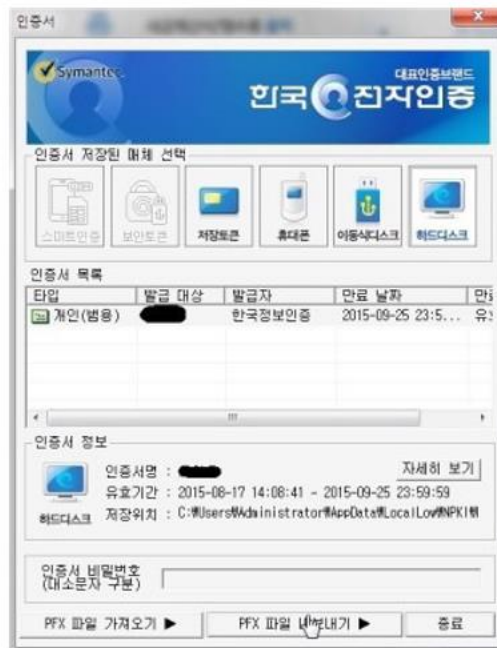 인증서
Symantec.
대표인증브랜드
한국전자인증
인증서 저장된 매체 선택
스마트인증 보안토큰 저장토큰 휴대폰 이동식디스크 하드디스크
인증서 목록
타입 발급 대상 발급자 만료 날짜
개인(범용) 한국정보인증 2015-09-25 23:5...
인증서 정보
인증서명 : 자세히 보기
유효기간 : 2015-08-17 14:08:41 - 2015-09-25 23:59:59
하드디스크 저장위치 : C:₩Users₩Administrator₩AppData₩LocalLow₩NPKI₩
인증서 비밀번호
(대소문자 구분)
PFX 파일 가져오기 ▶ PFX 파일 내보내기 ▶ 종료